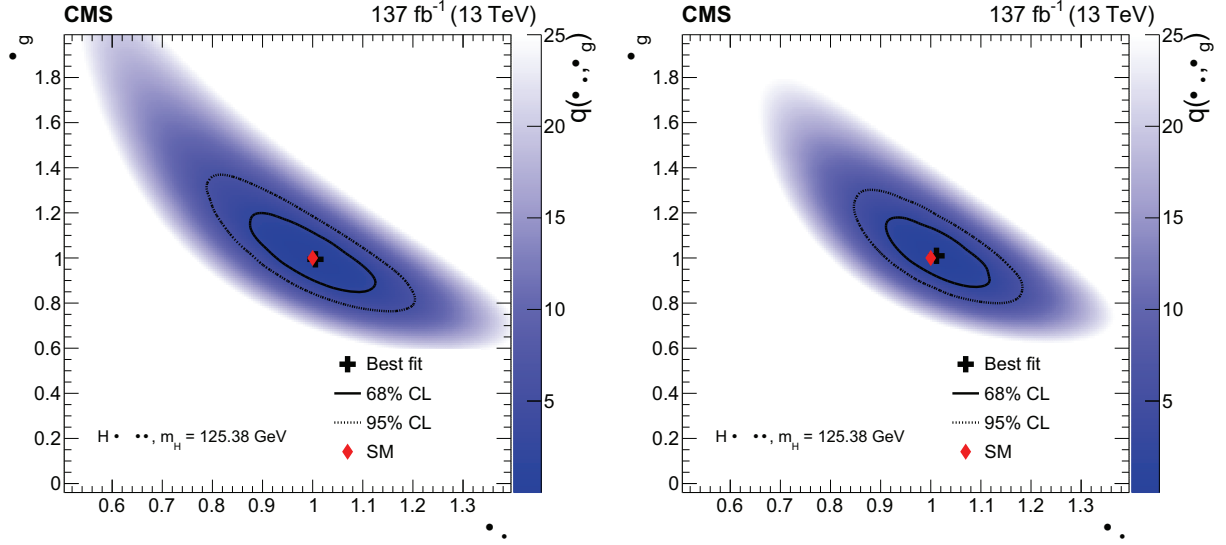 CMS 137 fb⁻¹ (13 TeV)
•g
1.8
1.6
1.4
1.2
1
0.8
0.6
0.4
0.2
0
0.6 0.7 0.8 0.9 1 1.1 1.2 1.3
• •
25
20
15
10
5
q(• •,•g)
Best fit
68% CL
95% CL
SM
H • • •, mH = 125.38 GeV
CMS 137 fb⁻¹ (13 TeV)
•g
1.8
1.6
1.4
1.2
1
0.8
0.6
0.4
0.2
0
0.6 0.7 0.8 0.9 1 1.1 1.2 1.3
• •
25
20
15
10
5
q(• •,•g)
Best fit
68% CL
95% CL
SM
H • • •, mH = 125.38 GeV